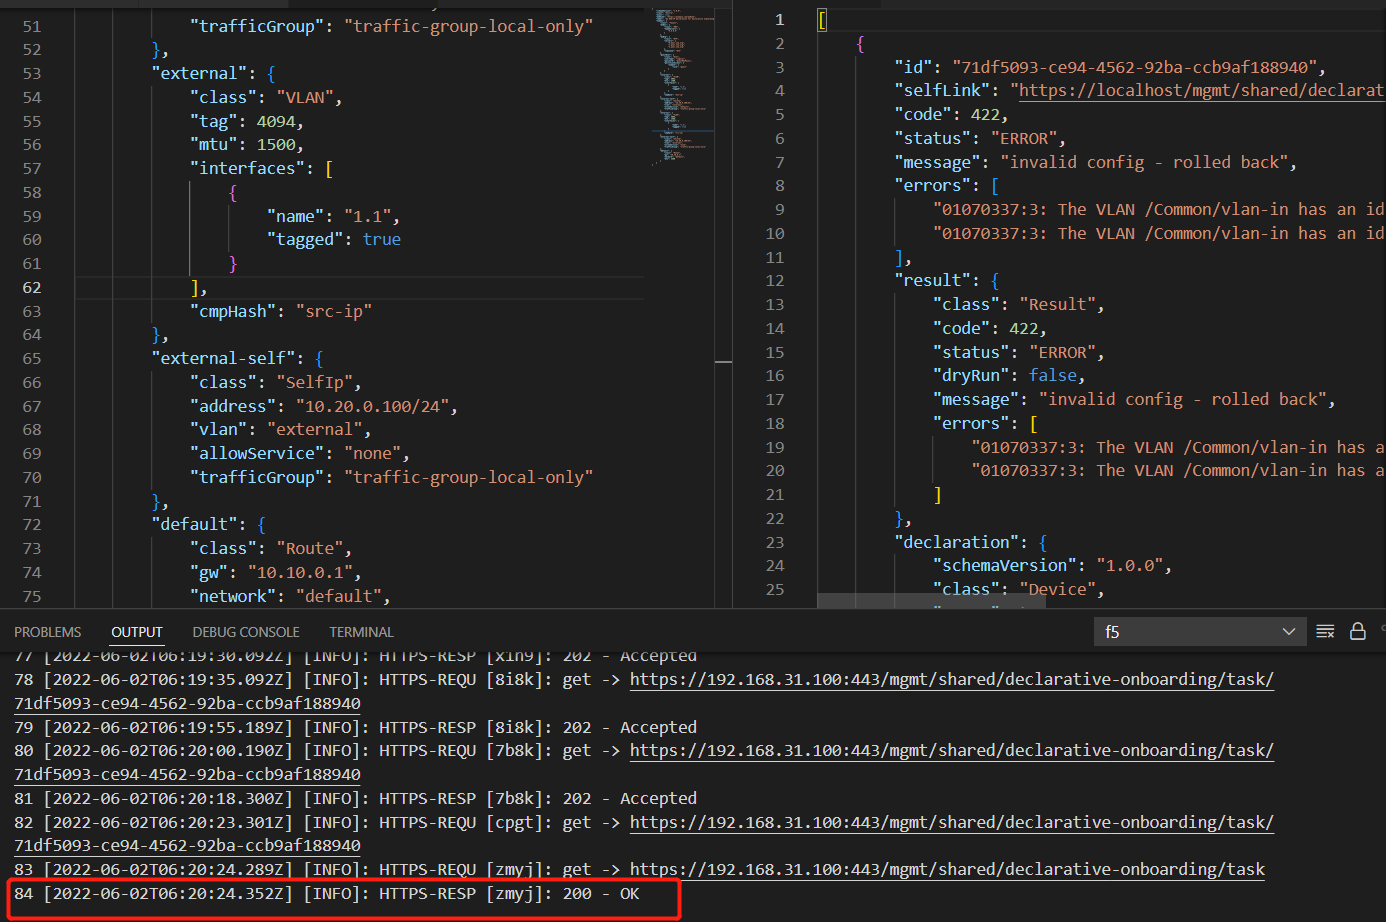 51 "trafficGroup": "traffic-group-local-only"
52 },
53 "external": {
54 "class": "VLAN",
55 "tag": 4094,
56 "mtu": 1500,
57 "interfaces": [
58 {
59 "name": "1.1",
60 "tagged": true
61 }
62 ],
63 "cmpHash": "src-ip"
64 },
65 "external-self": {
66 "class": "SelfIp",
67 "address": "10.20.0.100/24",
68 "vlan": "external",
69 "allowService": "none",
70 "trafficGroup": "traffic-group-local-only"
71 },
72 "default": {
73 "class": "Route",
74 "gw": "10.10.0.1",
75 "network": "default",
1 [
2 {
3 "id": "71df5093-ce94-4562-92ba-ccb9af188940",
4 "selfLink": "https://localhost/mgmt/shared/declarat
5 "code": 422,
6 "status": "ERROR",
7 "message": "invalid config - rolled back",
8 "errors": [
9 "01070337:3: The VLAN /Common/vlan-in has an id
10 "01070337:3: The VLAN /Common/vlan-in has an id
11 ],
12 "result": {
13 "class": "Result",
14 "code": 422,
15 "status": "ERROR",
16 "dryRun": false,
17 "message": "invalid config - rolled back",
18 "errors": [
19 "01070337:3: The VLAN /Common/vlan-in has a
20 "01070337:3: The VLAN /Common/vlan-in has a
21 ]
22 },
23 "declaration": {
24 "schemaVersion": "1.0.0",
25 "class": "Device",
PROBLEMS OUTPUT DEBUG CONSOLE TERMINAL f5
77 [2022-06-02T06:19:30.092Z] [INFO]: HTTPS-RESP [xin9]: 202 - Accepted
78 [2022-06-02T06:19:35.092Z] [INFO]: HTTPS-REQU [8i8k]: get -> https://192.168.31.100:443/mgmt/shared/declarative-onboarding/task/
71df5093-ce94-4562-92ba-ccb9af188940
79 [2022-06-02T06:19:55.189Z] [INFO]: HTTPS-RESP [8i8k]: 202 - Accepted
80 [2022-06-02T06:20:00.190Z] [INFO]: HTTPS-REQU [7b8k]: get -> https://192.168.31.100:443/mgmt/shared/declarative-onboarding/task/
71df5093-ce94-4562-92ba-ccb9af188940
81 [2022-06-02T06:20:18.300Z] [INFO]: HTTPS-RESP [7b8k]: 202 - Accepted
82 [2022-06-02T06:20:23.301Z] [INFO]: HTTPS-REQU [cpgt]: get -> https://192.168.31.100:443/mgmt/shared/declarative-onboarding/task/
71df5093-ce94-4562-92ba-ccb9af188940
83 [2022-06-02T06:20:24.289Z] [INFO]: HTTPS-REQU [zmyj]: get -> https://192.168.31.100:443/mgmt/shared/declarative-onboarding/task
84 [2022-06-02T06:20:24.352Z] [INFO]: HTTPS-RESP [zmyj]: 200 - OK